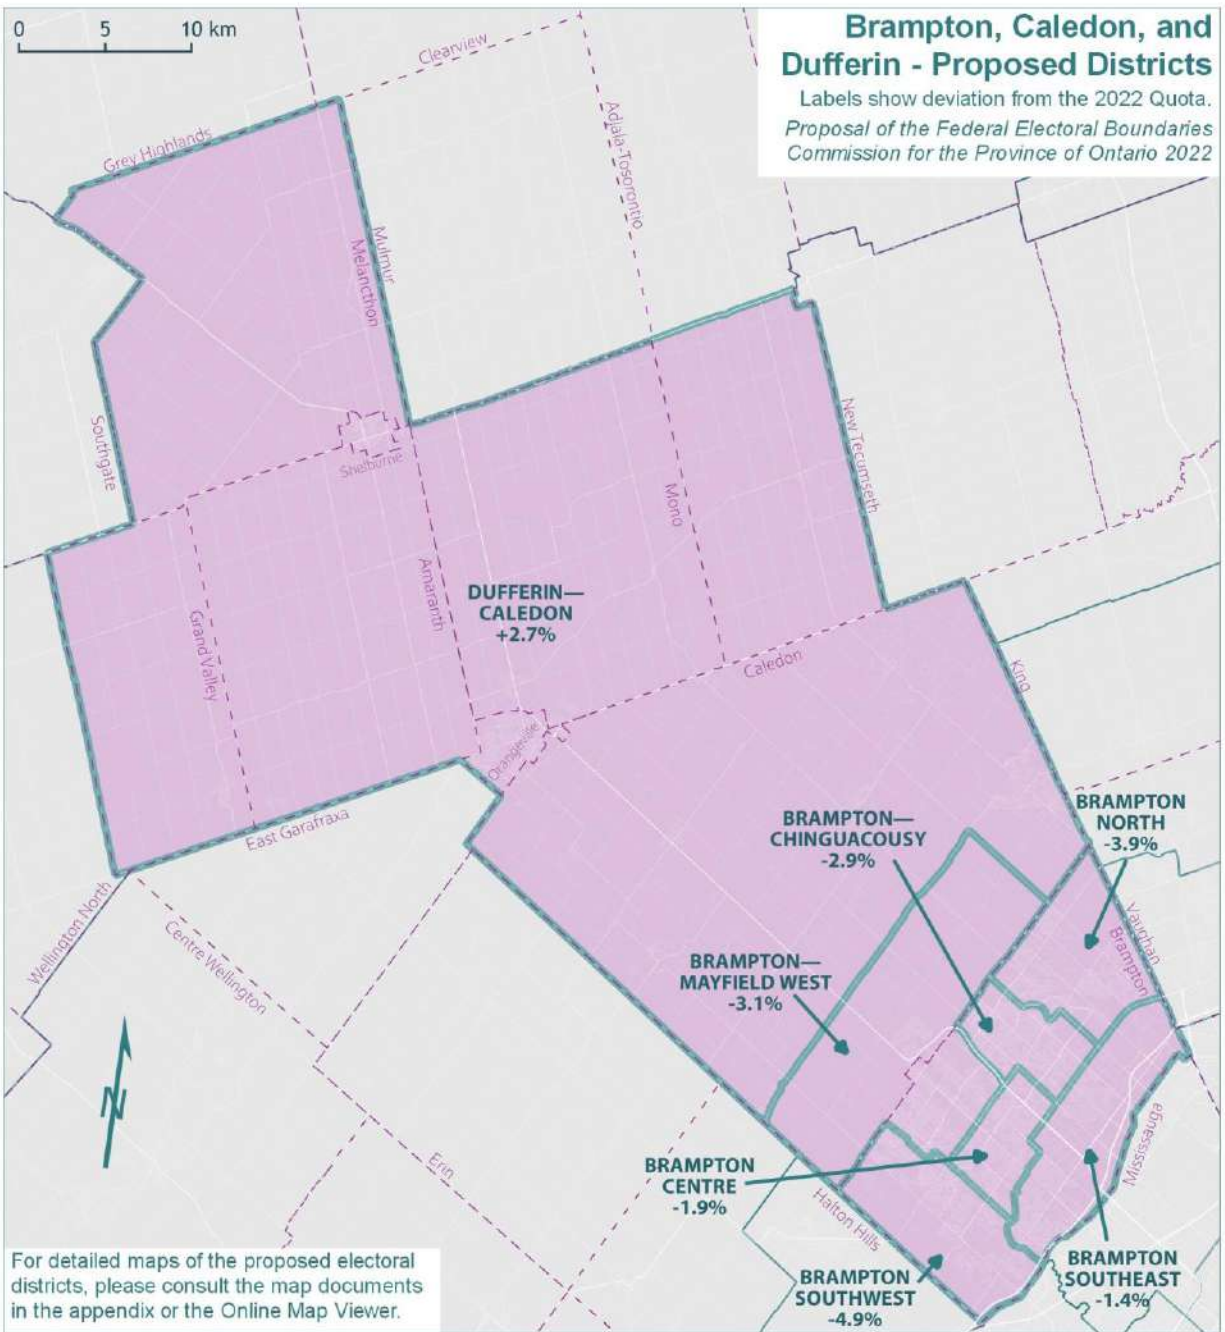 0 5 10 km
Brampton, Caledon, and
Dufferin - Proposed Districts
Labels show deviation from the 2022 Quota.
Proposal of the Federal Electoral Boundaries
Commission for the Province of Ontario 2022
Clearview
Grey Highlands
Adjala-Tosorontio
Mulmur
Melancthon
Southgate
Shelburne
New Tecumseth
Mono
Amaranth
Grand Valley
DUFFERIN—
CALEDON
+2.7%
Caledon
King
Orangeville
East Garafraxa
BRAMPTON
NORTH
-3.9%
BRAMPTON—
CHINGUACOUSY
-2.9%
Wellington North
Centre Wellington
Vaughan
Brampton
BRAMPTON—
MAYFIELD WEST
-3.1%
N
Erin
Mississauga
BRAMPTON
CENTRE
-1.9%
Halton Hills
BRAMPTON
SOUTHEAST
-1.4%
BRAMPTON
SOUTHWEST
-4.9%
For detailed maps of the proposed electoral
districts, please consult the map documents
in the appendix or the Online Map Viewer.